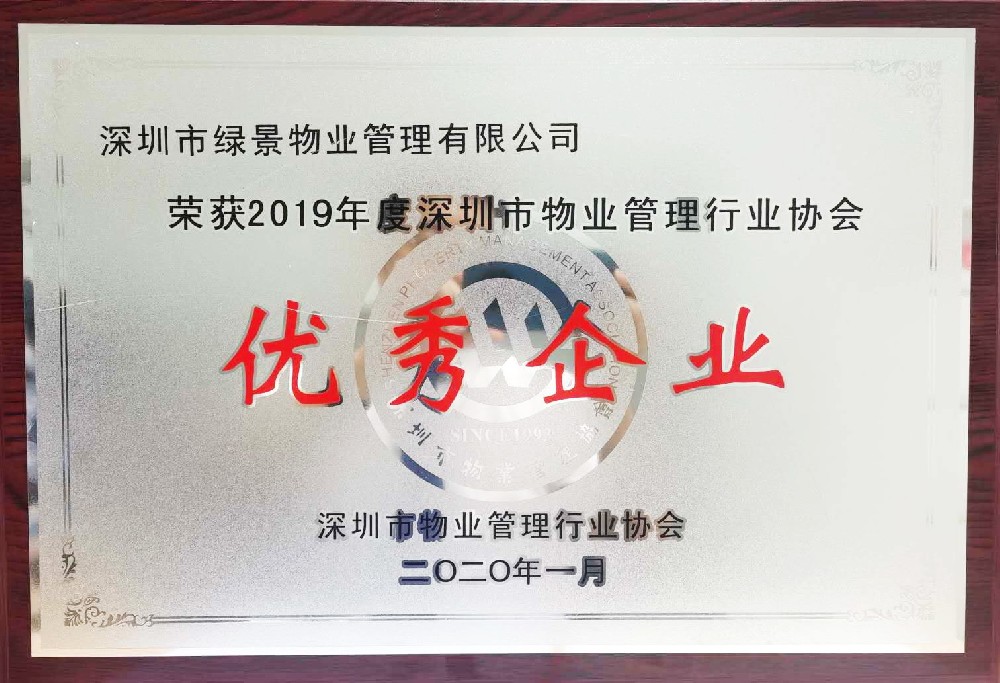 深圳市绿景物业管理有限公司
荣获2019年度深圳市物业管理行业协会
优秀企业
SINCE 1993
深圳市物业管理行业协会
二〇二〇年一月